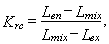 K_{rc} = \frac{L_{en} - L_{mix}}{L_{mix} - L_{ex}},